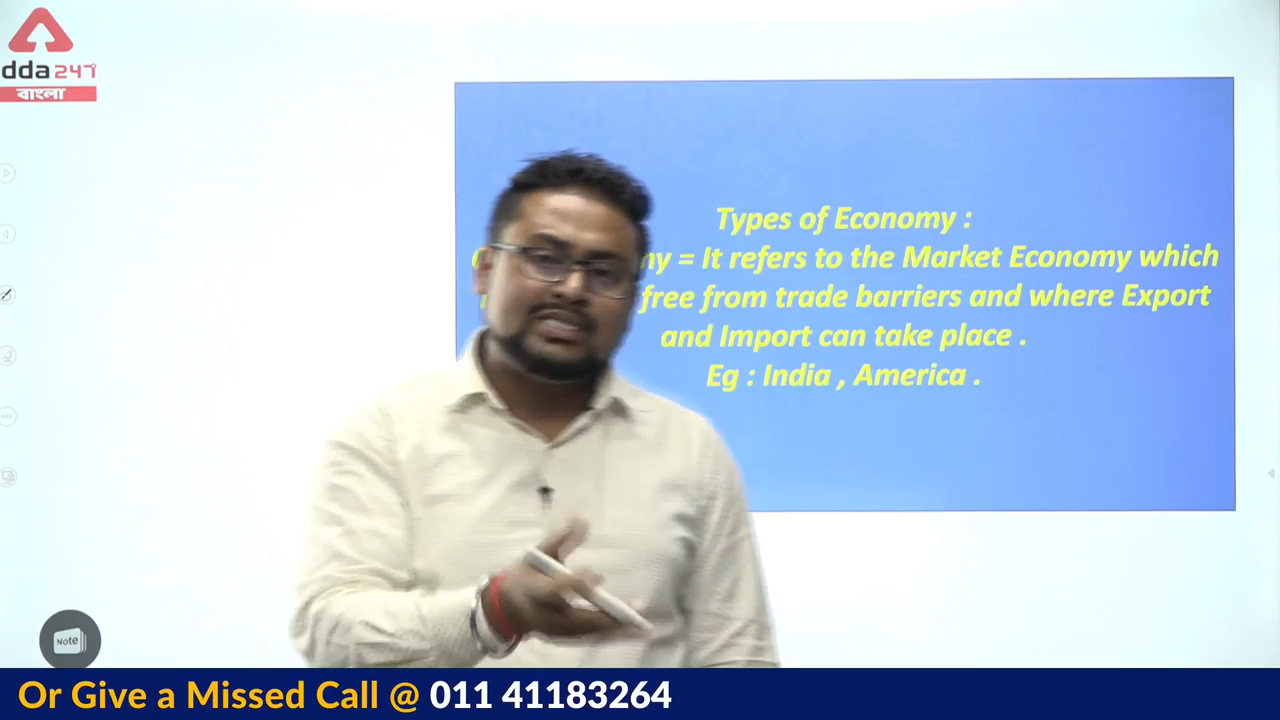 dda 247
বাংলা
Types of Economy :
= It refers to the Market Economy which
free from trade barriers and where Export
and Import can take place .
Eg : India , America .
Note
Or Give a Missed Call @ 011 41183264